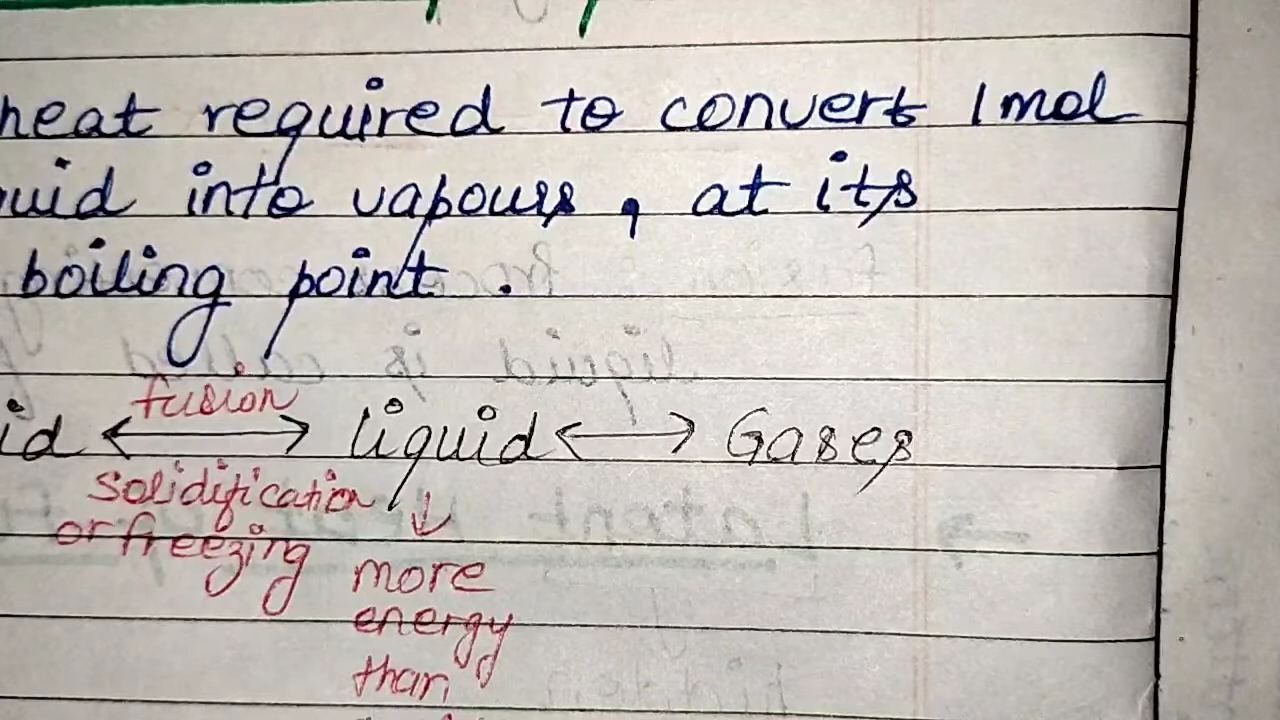 heat required to convert 1mol
uid into vapours, at its
boiling point.
fusion
id ⟷ liquid ⟷ Gases
solidification ↓
or freezing
more
energy
than